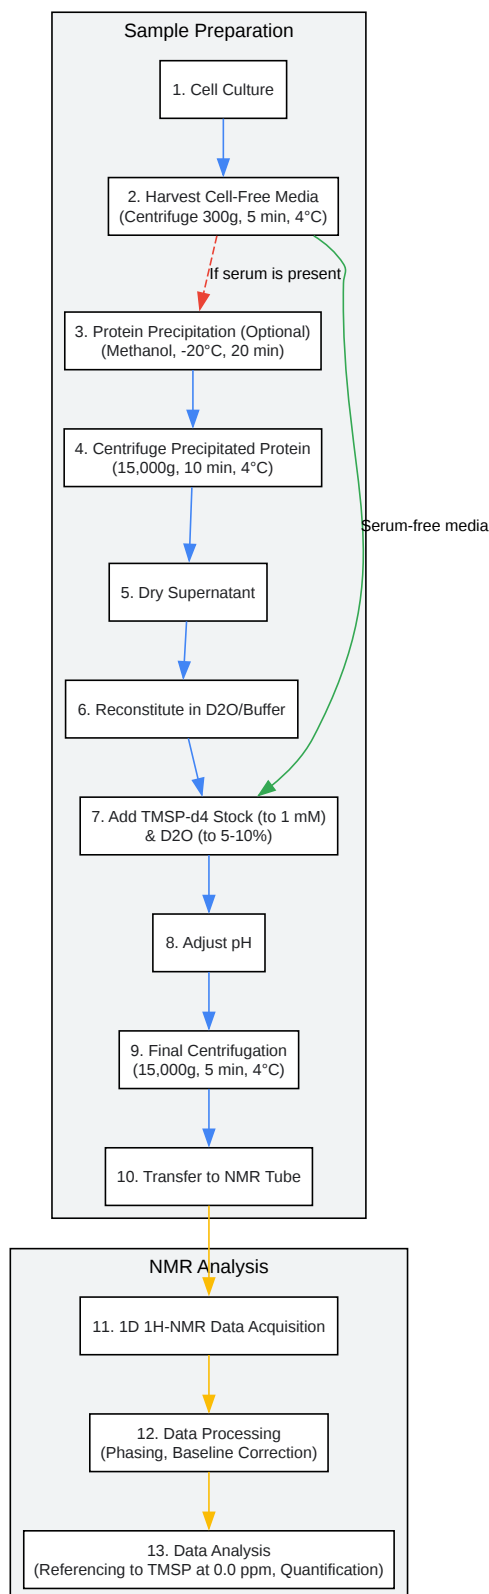 Sample Preparation
1. Cell Culture
2. Harvest Cell-Free Media
(Centrifuge 300g, 5 min, 4°C)
If serum is present
3. Protein Precipitation (Optional)
(Methanol, -20°C, 20 min)
4. Centrifuge Precipitated Protein
(15,000g, 10 min, 4°C)
Serum-free media
5. Dry Supernatant
6. Reconstitute in D2O/Buffer
7. Add TMSP-d4 Stock (to 1 mM)
& D2O (to 5-10%)
8. Adjust pH
9. Final Centrifugation
(15,000g, 5 min, 4°C)
10. Transfer to NMR Tube
NMR Analysis
11. 1D 1H-NMR Data Acquisition
12. Data Processing
(Phasing, Baseline Correction)
13. Data Analysis
(Referencing to TMSP at 0.0 ppm, Quantification)